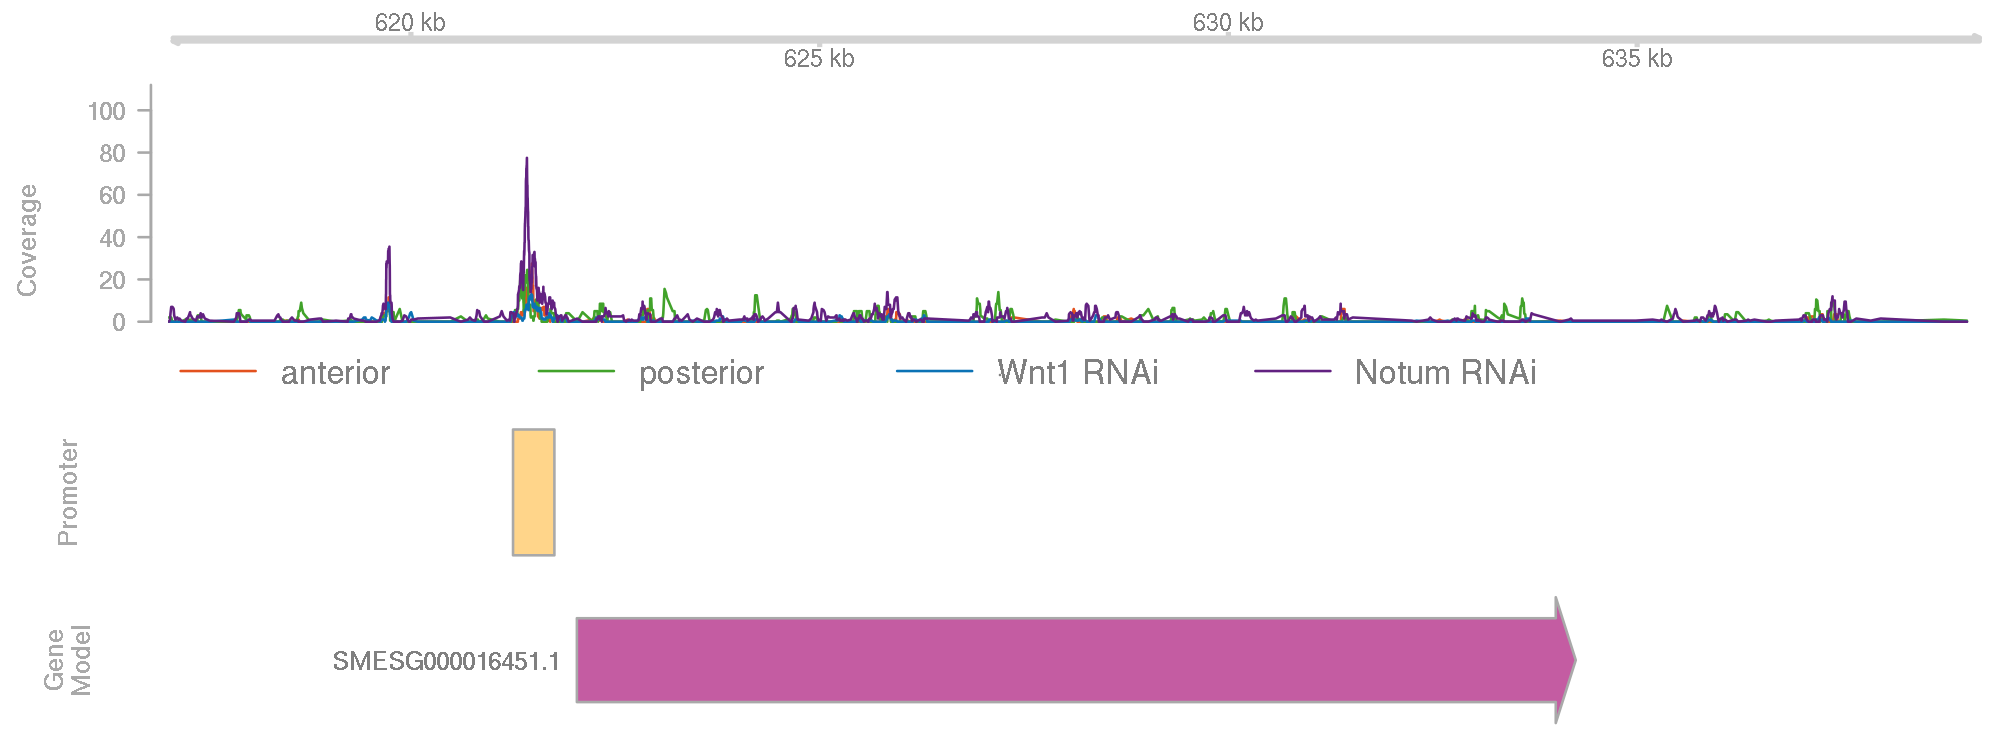 620 kb
630 kb
625 kb
635 kb
Coverage
100
80
60
40
20
0
anterior
posterior
Wnt1 RNAi
Notum RNAi
Promoter
Gene
Model
SMESG000016451.1